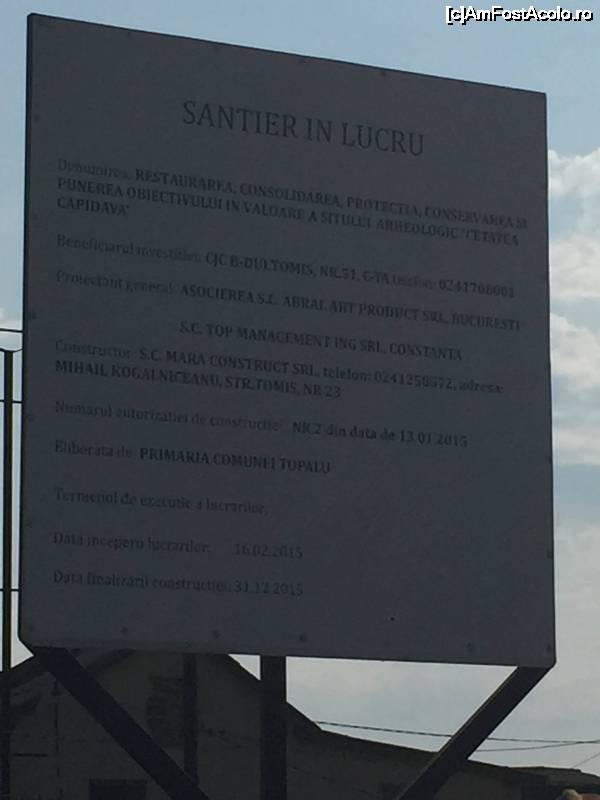 [c]AmFostAcolo.ro
SANTIER IN LUCRU
Denumirea: RESTAURAREA, CONSOLIDAREA, PROTECTIA, CONSERVAREA SI
PUNEREA OBIECTIVULUI IN VALOARE A SITULUI ARHEOLOGIC "CETATEA
CAPIDAVA"
Beneficiarul investitiei: CJC B-DUL TOMIS, NR.51, C-TA telefon: 0241708001
Proiectant general: ASOCIEREA S.C. ABRAL ART PRODUCT SRL, BUCURESTI
S.C. TOP MANAGEMENT ING SRL, CONSTANTA
Constructor: S.C. MARA CONSTRUCT SRL, telefon: 0241258572, adresa:
MIHAIL KOGALNICEANU, STR.TOMIS, NR 23
Numarul autorizatiei de constructie: NR.2 din data de 13.01.2015
Eliberata de: PRIMARIA COMUNEI TOPALU
Termenul de executie a lucrarilor,
Data incepere lucrarilor: 16.02.2015
Data finalizarii constructiei: 31.12.2015